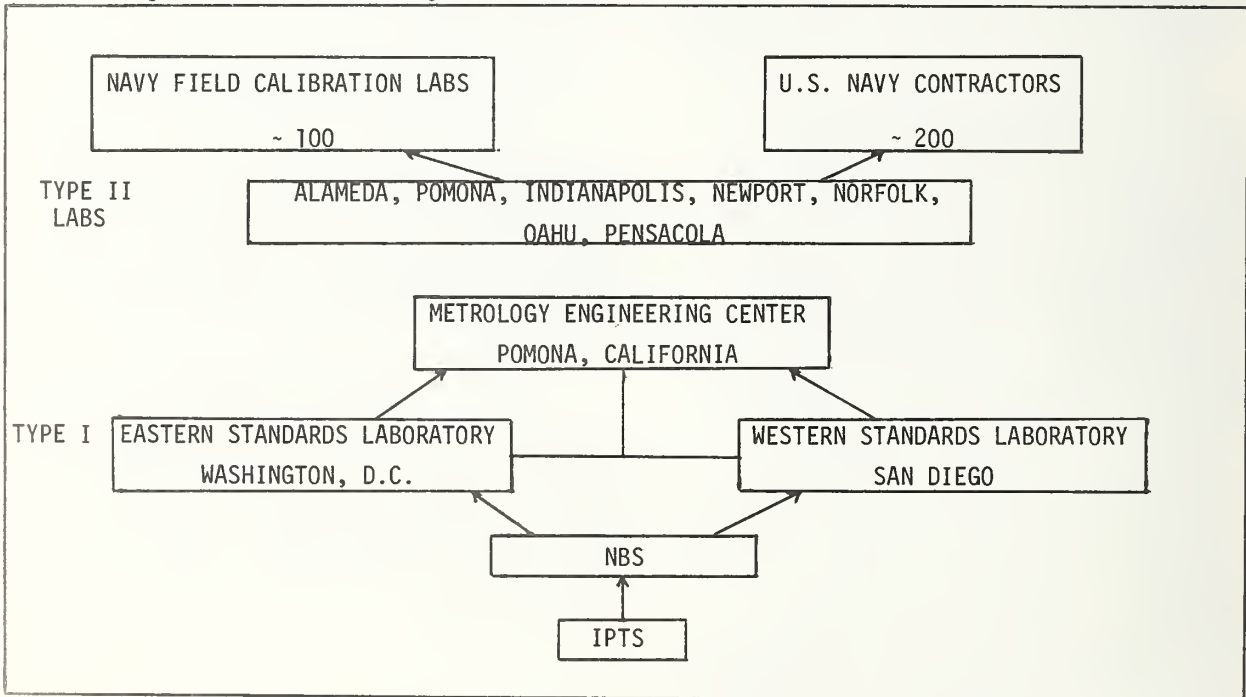 NAVY FIELD CALIBRATION LABS
~ 100
U.S. NAVY CONTRACTORS
~ 200
TYPE II
LABS
ALAMEDA, POMONA, INDIANAPOLIS, NEWPORT, NORFOLK,
OAHU, PENSACOLA
METROLOGY ENGINEERING CENTER
POMONA, CALIFORNIA
TYPE I
EASTERN STANDARDS LABORATORY
WASHINGTON, D.C.
WESTERN STANDARDS LABORATORY
SAN DIEGO
NBS
IPTS